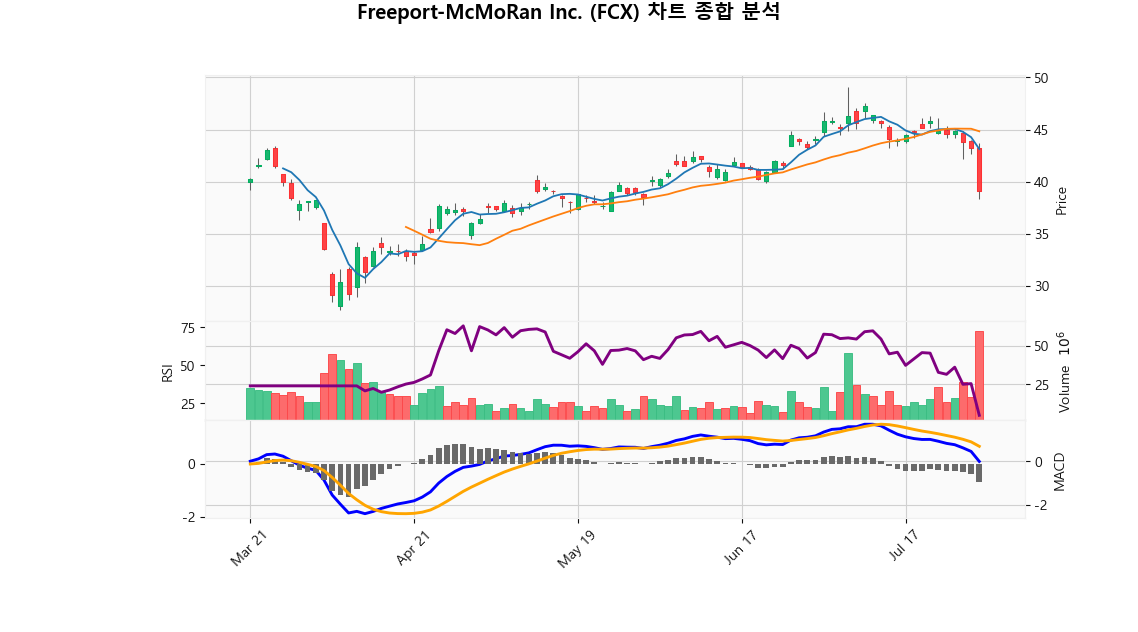 Freeport-McMoRan Inc. (FCX) 차트 종합 분석
50
45
40
35
30
Price
75
50
25
RSI
50
25
Volume 10⁶
0
-2
0
-2
MACD
Mar 21
Apr 21
May 19
Jun 17
Jul 17